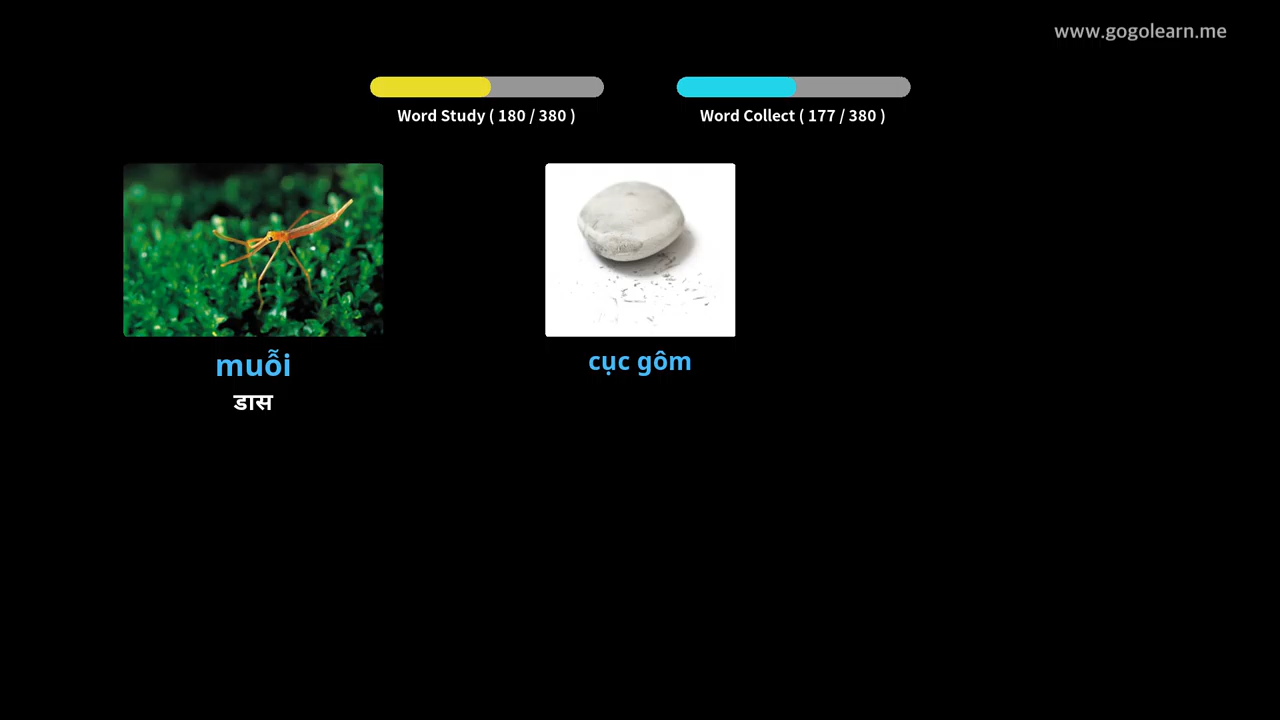 www.gogolearn.me
Word Study ( 180 / 380 )
Word Collect ( 177 / 380 )
muỗi
डास
cục gôm